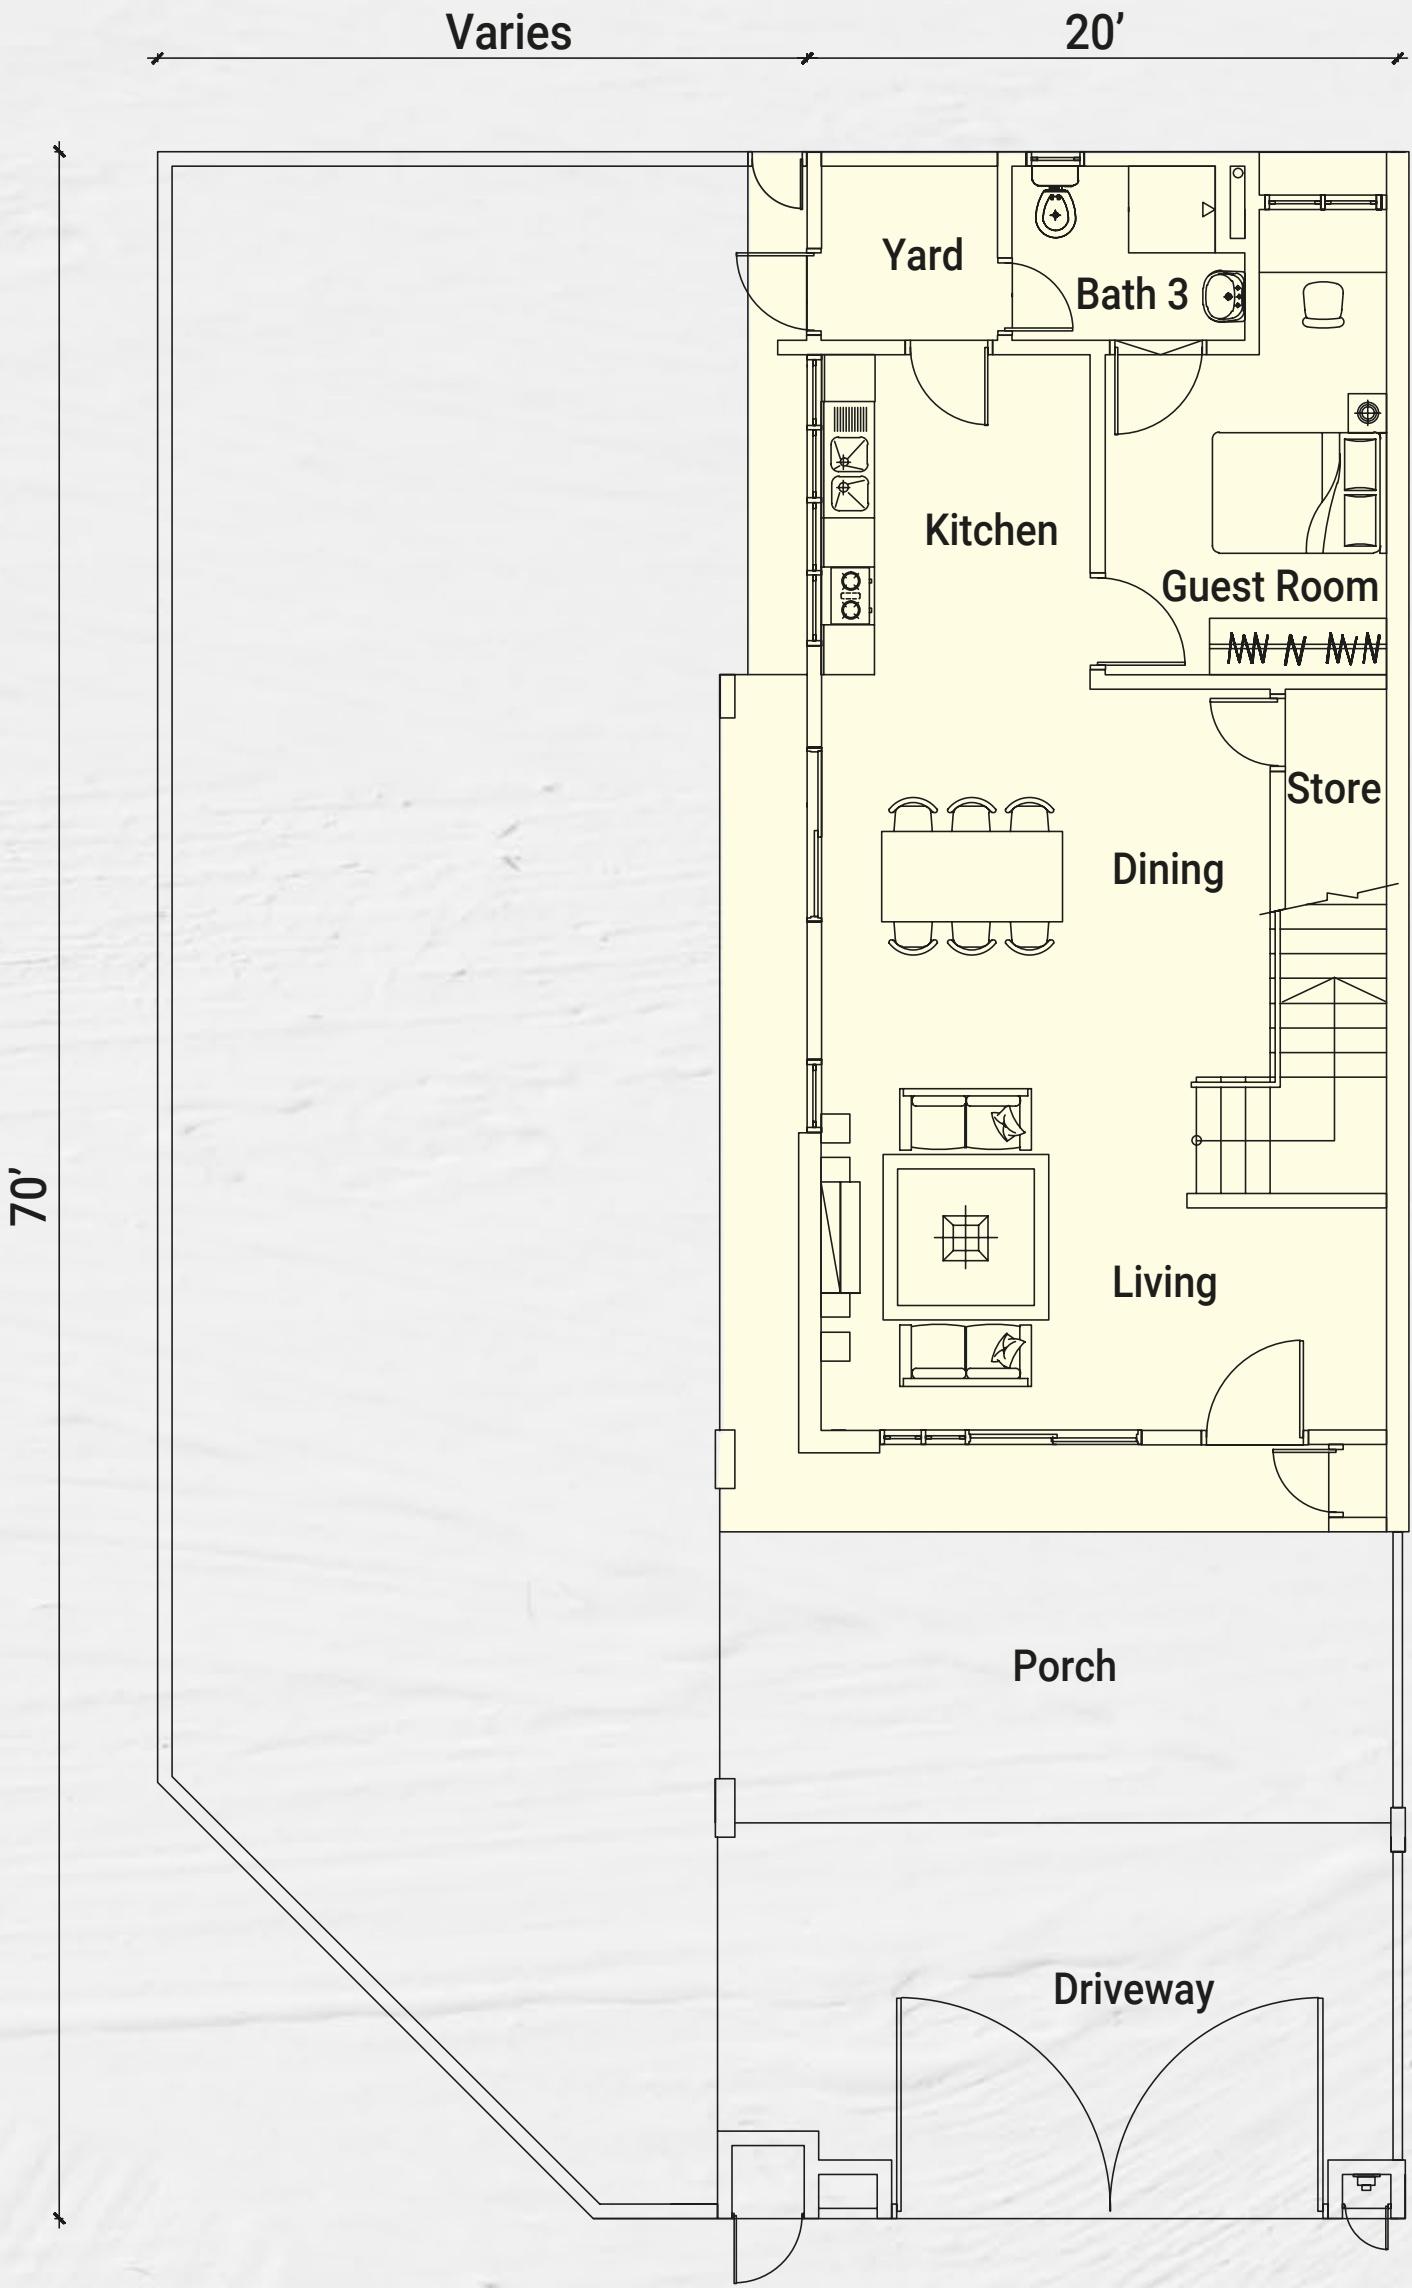 Varies
20’
Yard
Bath 3
Kitchen
Guest Room
Store
Dining
70’
Living
Porch
Driveway